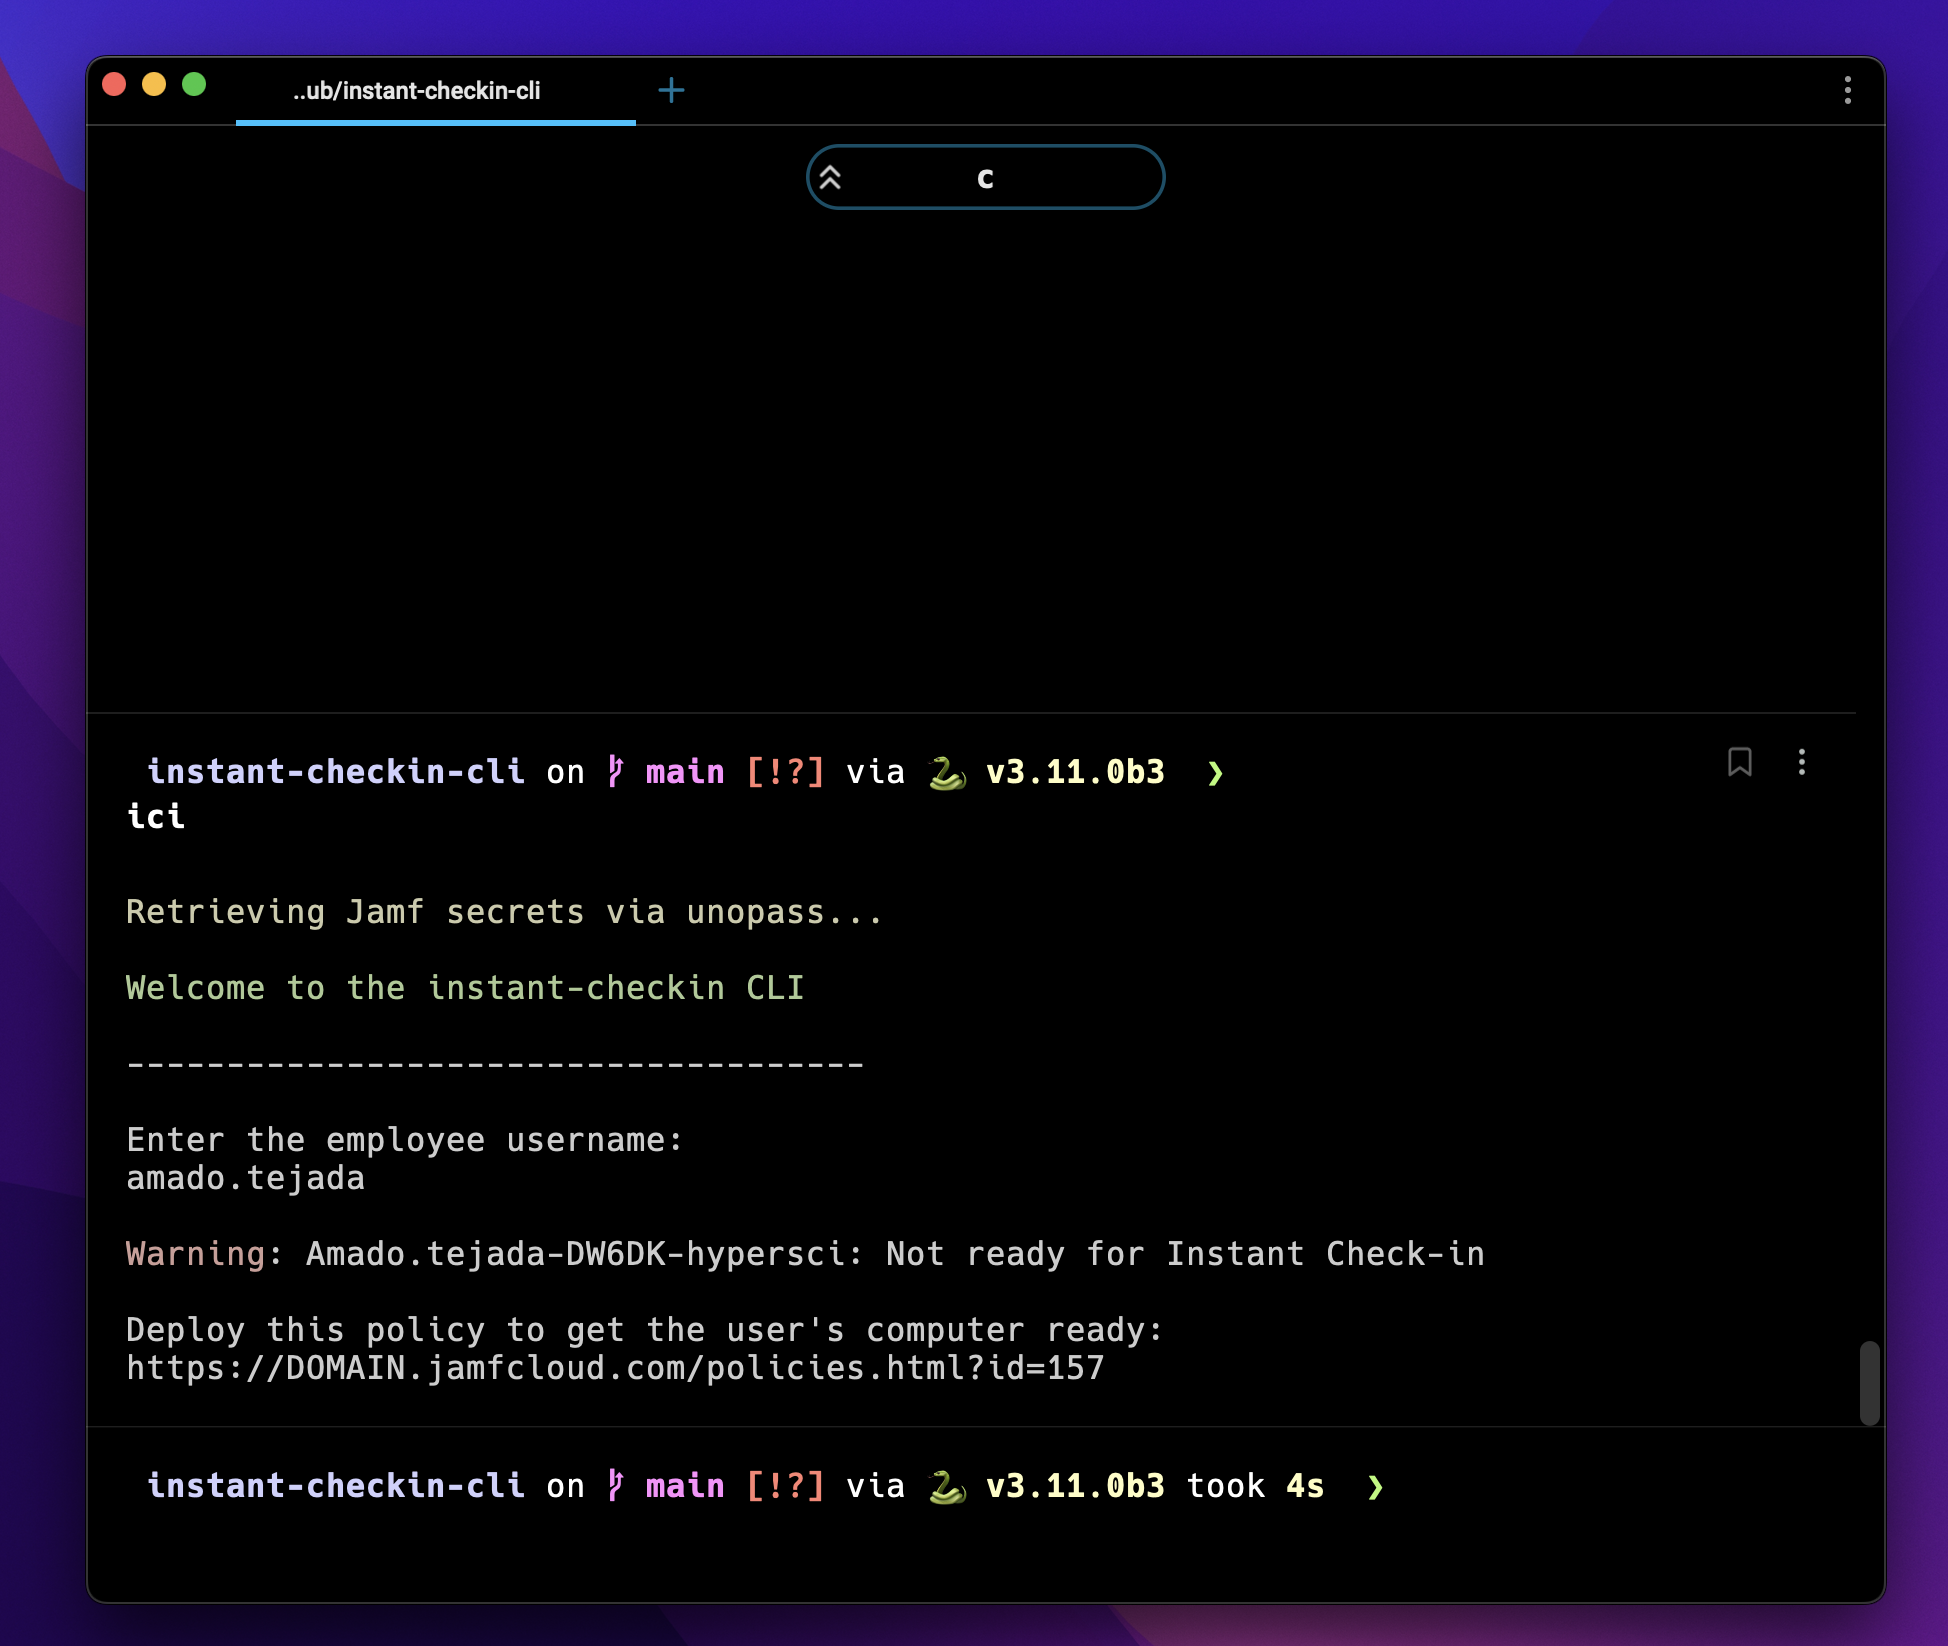 ..ub/instant-checkin-cli
c
instant-checkin-cli on main [!?] via 🐍 v3.11.0b3 ❯
ici
Retrieving Jamf secrets via unopass...
Welcome to the instant-checkin CLI
-------------------------------------
Enter the employee username:
amado.tejada
Warning: Amado.tejada-DW6DK-hypersci: Not ready for Instant Check-in
Deploy this policy to get the user's computer ready:
https://DOMAIN.jamfcloud.com/policies.html?id=157
instant-checkin-cli on main [!?] via 🐍 v3.11.0b3 took 4s ❯